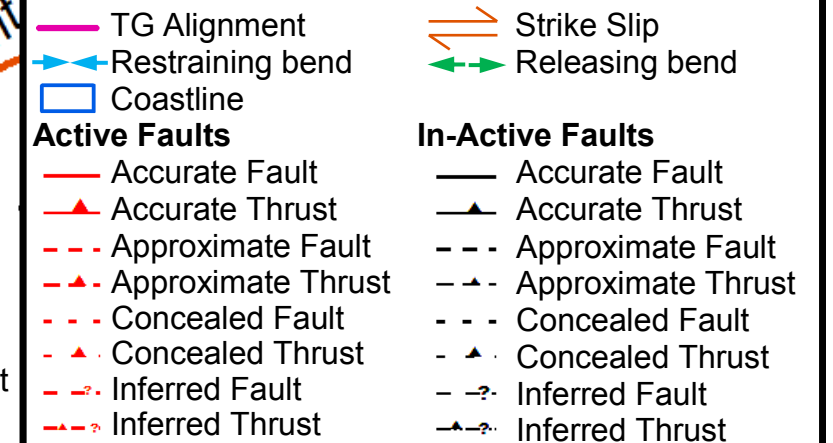 TG Alignment
Restraining bend
Coastline
Strike Slip
Releasing bend
Active Faults
Accurate Fault
Accurate Thrust
Approximate Fault
Approximate Thrust
Concealed Fault
Concealed Thrust
? Inferred Fault
? Inferred Thrust
In-Active Faults
Accurate Fault
Accurate Thrust
Approximate Fault
Approximate Thrust
Concealed Fault
Concealed Thrust
? Inferred Fault
? Inferred Thrust
it
t